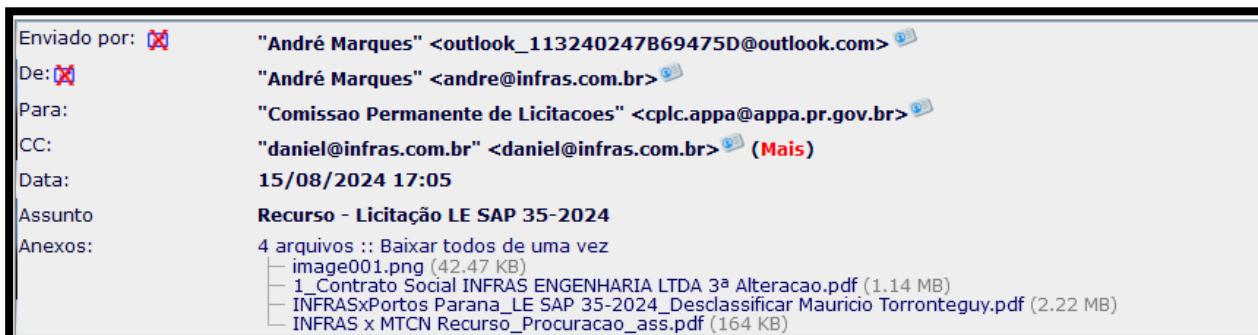 Enviado por: "André Marques" <outlook_113240247B69475D@outlook.com>
De: "André Marques" <andre@infras.com.br>
Para: "Comissao Permanente de Licitacoes" <cplc.appa@appa.pr.gov.br>
CC: "daniel@infras.com.br" <daniel@infras.com.br> (Mais)
Data: 15/08/2024 17:05
Assunto Recurso - Licitação LE SAP 35-2024
Anexos: 4 arquivos :: Baixar todos de uma vez
image001.png (42.47 KB)
1_Contrato Social INFRAS ENGENHARIA LTDA 3ª Alteracao.pdf (1.14 MB)
INFRASxPortos Parana_LE SAP 35-2024_Desclassificar Mauricio Torronteguy.pdf (2.22 MB)
INFRAS x MTCN Recurso_Procuracao_ass.pdf (164 KB)